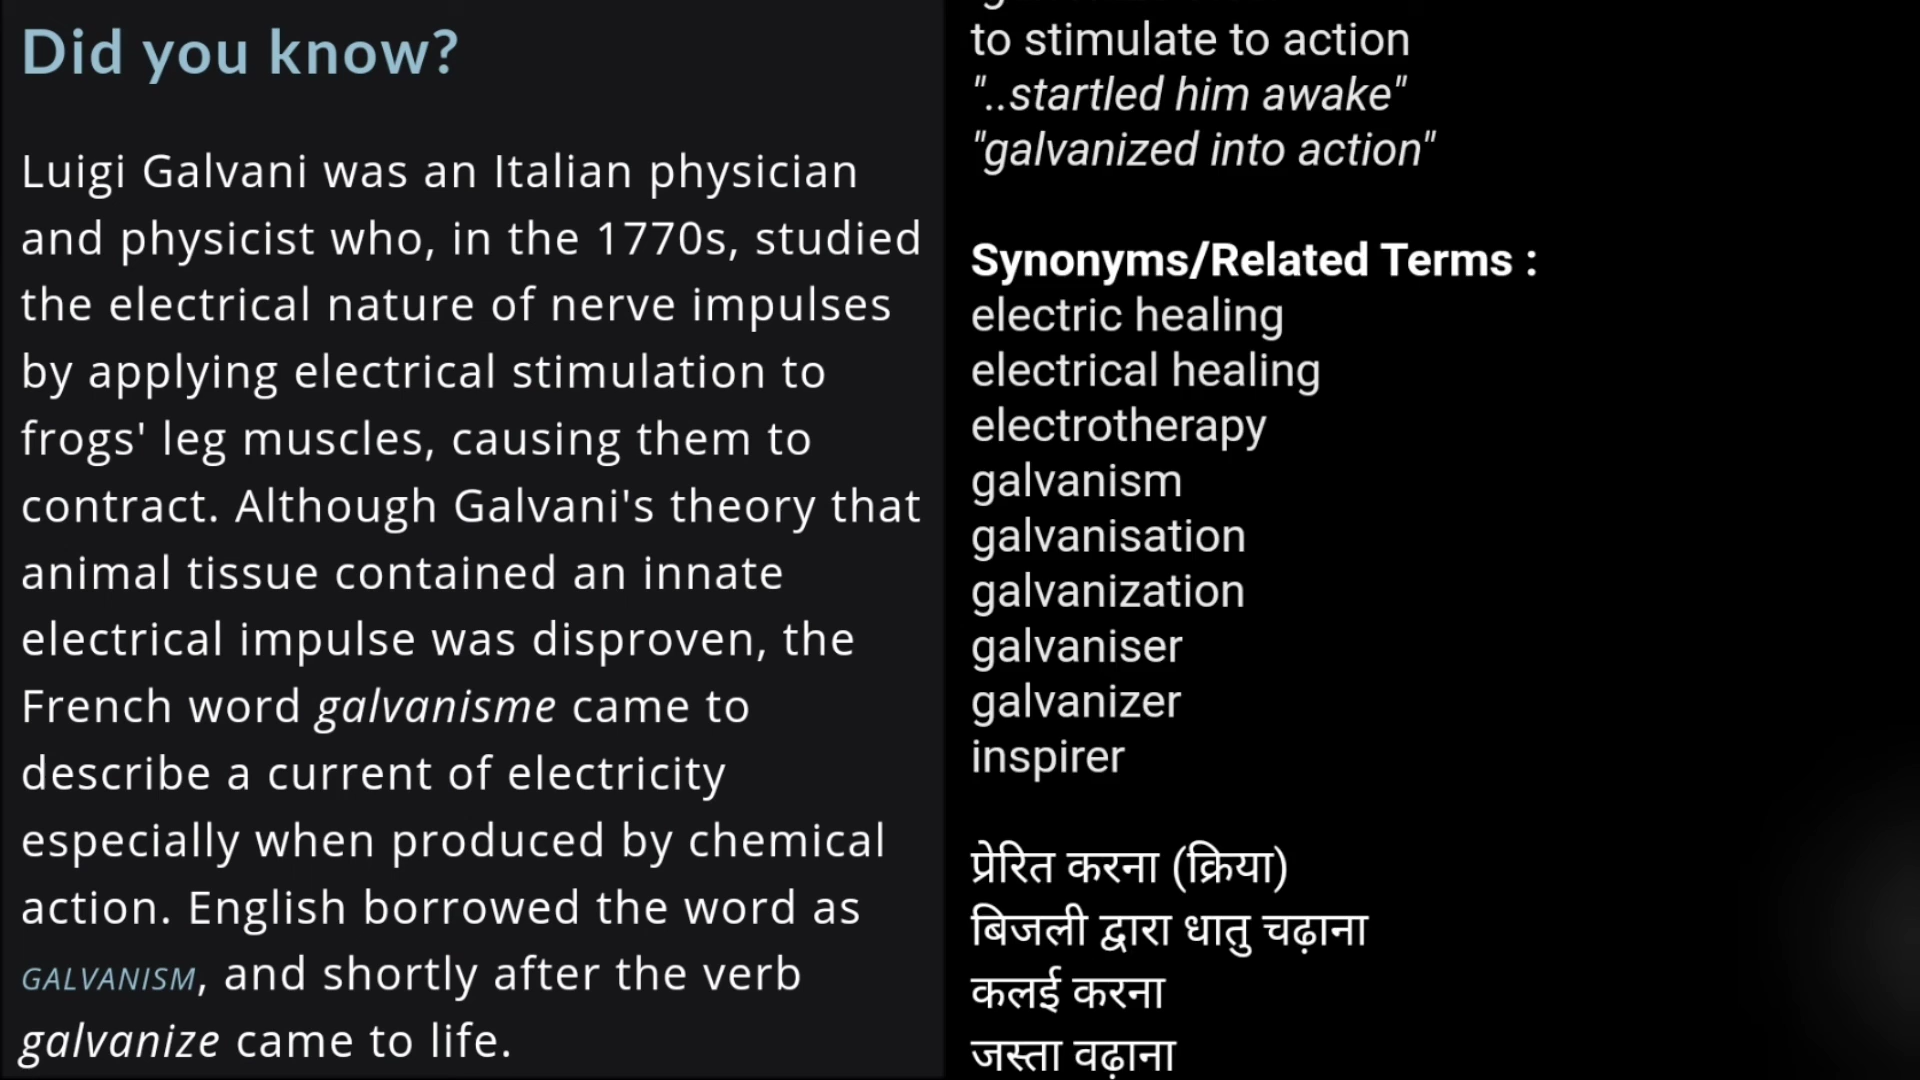 Did you know?
Luigi Galvani was an Italian physician
and physicist who, in the 1770s, studied
the electrical nature of nerve impulses
by applying electrical stimulation to
frogs' leg muscles, causing them to
contract. Although Galvani's theory that
animal tissue contained an innate
electrical impulse was disproven, the
French word galvanisme came to
describe a current of electricity
especially when produced by chemical
action. English borrowed the word as
GALVANISM, and shortly after the verb
galvanize came to life.
to stimulate to action
"..startled him awake"
"galvanized into action"
Synonyms/Related Terms :
electric healing
electrical healing
electrotherapy
galvanism
galvanisation
galvanization
galvaniser
galvanizer
inspirer
प्रेरित करना (क्रिया)
बिजली द्वारा धातु चढ़ाना
कलई करना
जस्ता वढ़ाना